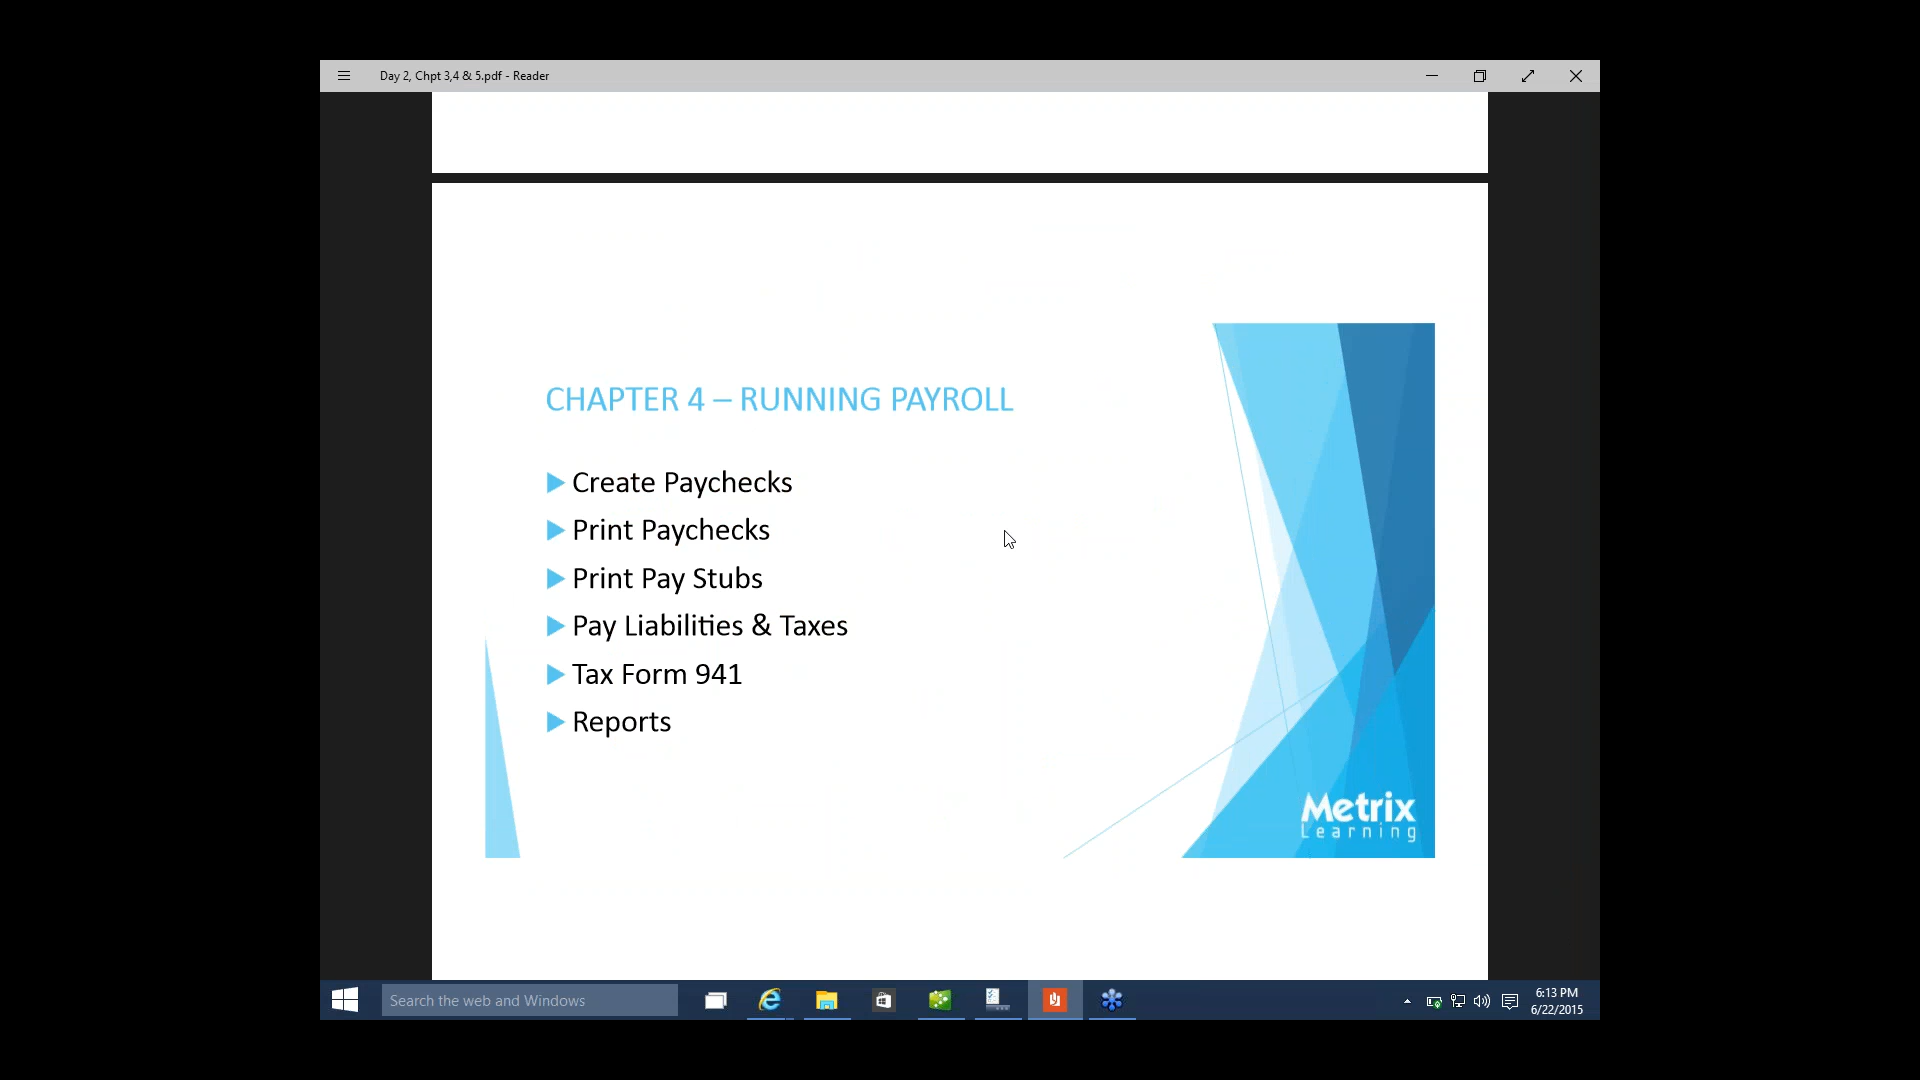 Day 2, Chpt 3,4 & 5.pdf - Reader
CHAPTER 4 – RUNNING PAYROLL
Create Paychecks
Print Paychecks
Print Pay Stubs
Pay Liabilities & Taxes
Tax Form 941
Reports
Metrix
Learning
Search the web and Windows
6:13 PM
6/22/2015